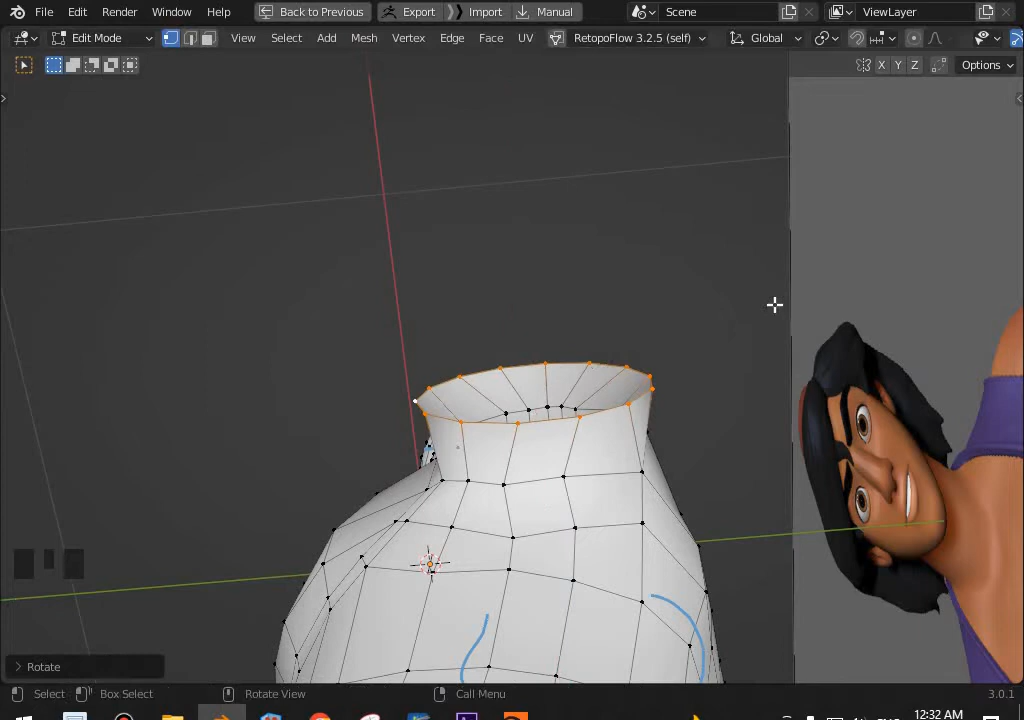 File Edit Render Window Help Back to Previous Export Import Manual Scene ViewLayer
Edit Mode View Select Add Mesh Vertex Edge Face UV RetopoFlow 3.2.5 (self) Global
X Y Z Options
Rotate
Select Box Select Rotate View Call Menu 3.0.1
12:32 AM